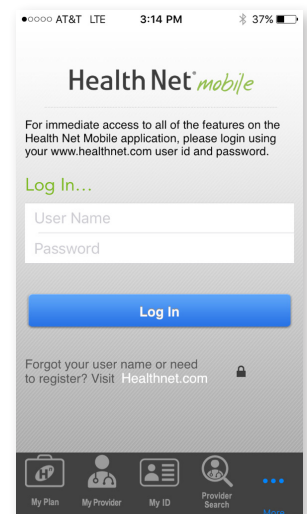 ●○○○○ AT&T LTE 3:14 PM 37%
Health Net® mobile
For immediate access to all of the features on the
Health Net Mobile application, please login using
your www.healthnet.com user id and password.
Log In...
User Name
Password
Log In
Forgot your user name or need
to register? Visit Healthnet.com
My Plan My Provider My ID Provider Search More